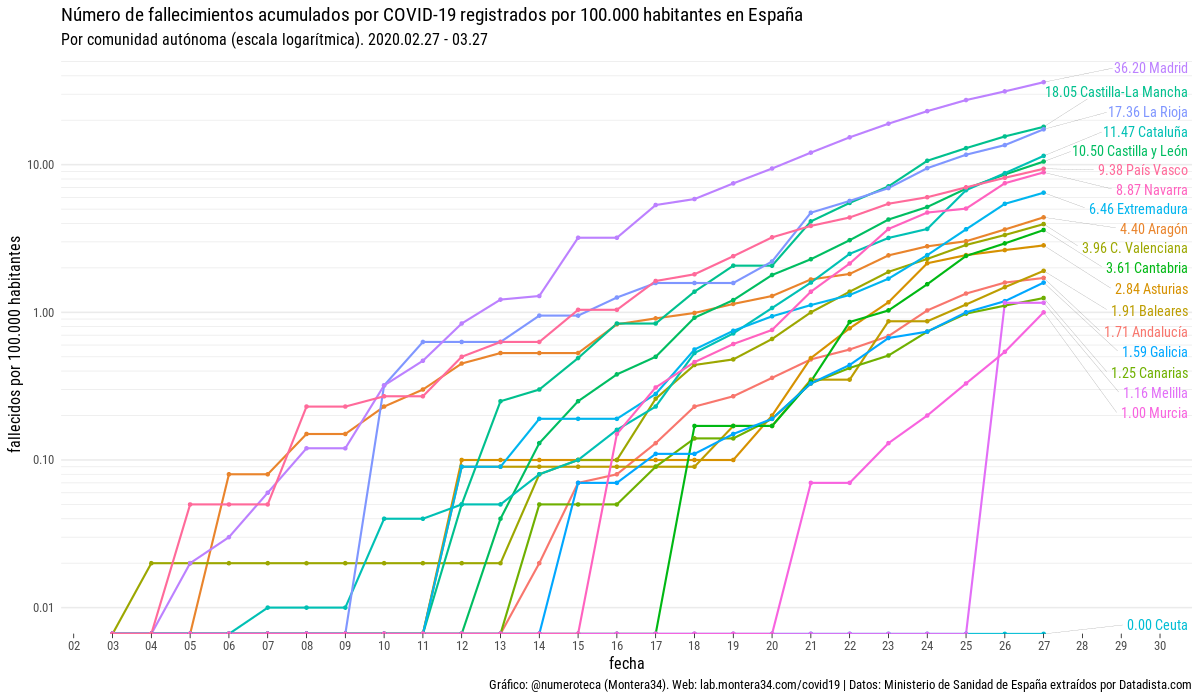 Número de fallecimientos acumulados por COVID-19 registrados por 100.000 habitantes en España
Por comunidad autónoma (escala logarítmica). 2020.02.27 - 03.27
fallecidos por 100.000 habitantes
10.00
1.00
0.10
0.01
36.20 Madrid
18.05 Castilla-La Mancha
17.36 La Rioja
11.47 Cataluña
10.50 Castilla y León
9.38 País Vasco
8.87 Navarra
6.46 Extremadura
4.40 Aragón
3.96 C. Valenciana
3.61 Cantabria
2.84 Asturias
1.91 Baleares
1.71 Andalucía
1.59 Galicia
1.25 Canarias
1.16 Melilla
1.00 Murcia
0.00 Ceuta
02 03 04 05 06 07 08 09 10 11 12 13 14 15 16 17 18 19 20 21 22 23 24 25 26 27 28 29 30
fecha
Gráfico: @numeroteca (Montera34). Web: lab.montera34.com/covid19 | Datos: Ministerio de Sanidad de España extraídos por Datadista.com